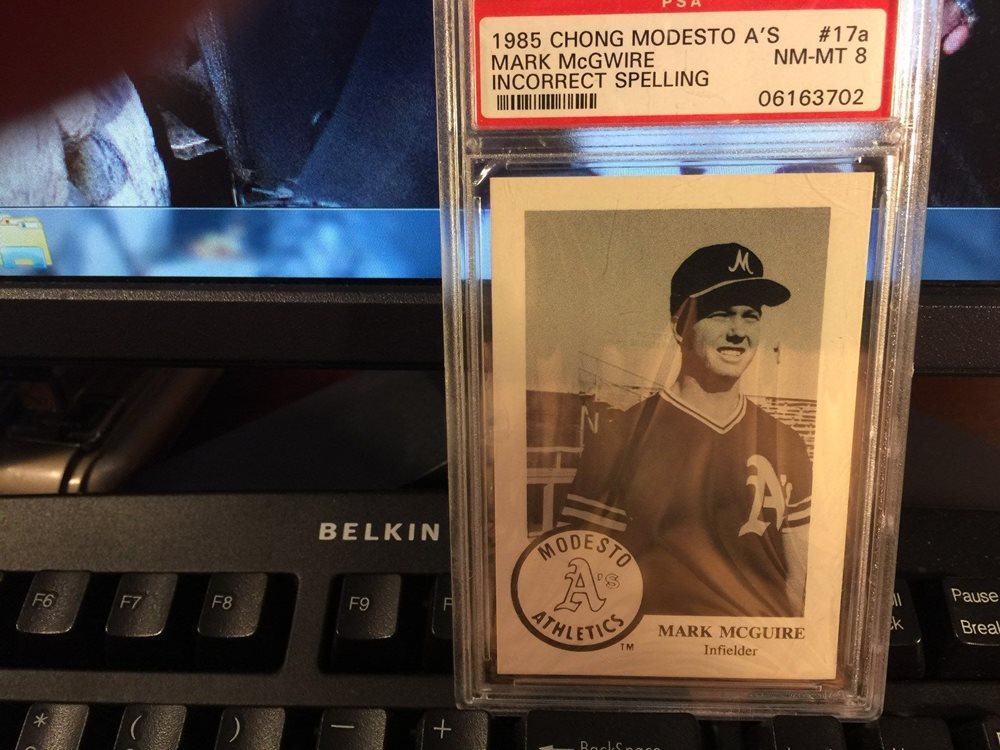 PSA
1985 CHONG MODESTO A'S #17a
MARK McGWIRE NM-MT 8
INCORRECT SPELLING
06163702
M
N
A's
MODESTO
A's
ATHLETICS
TM
MARK MCGUIRE
Infielder
BELKIN
F6 F7 F8 F9 F
Pause
Break
* ( ) − +
← BackSpace